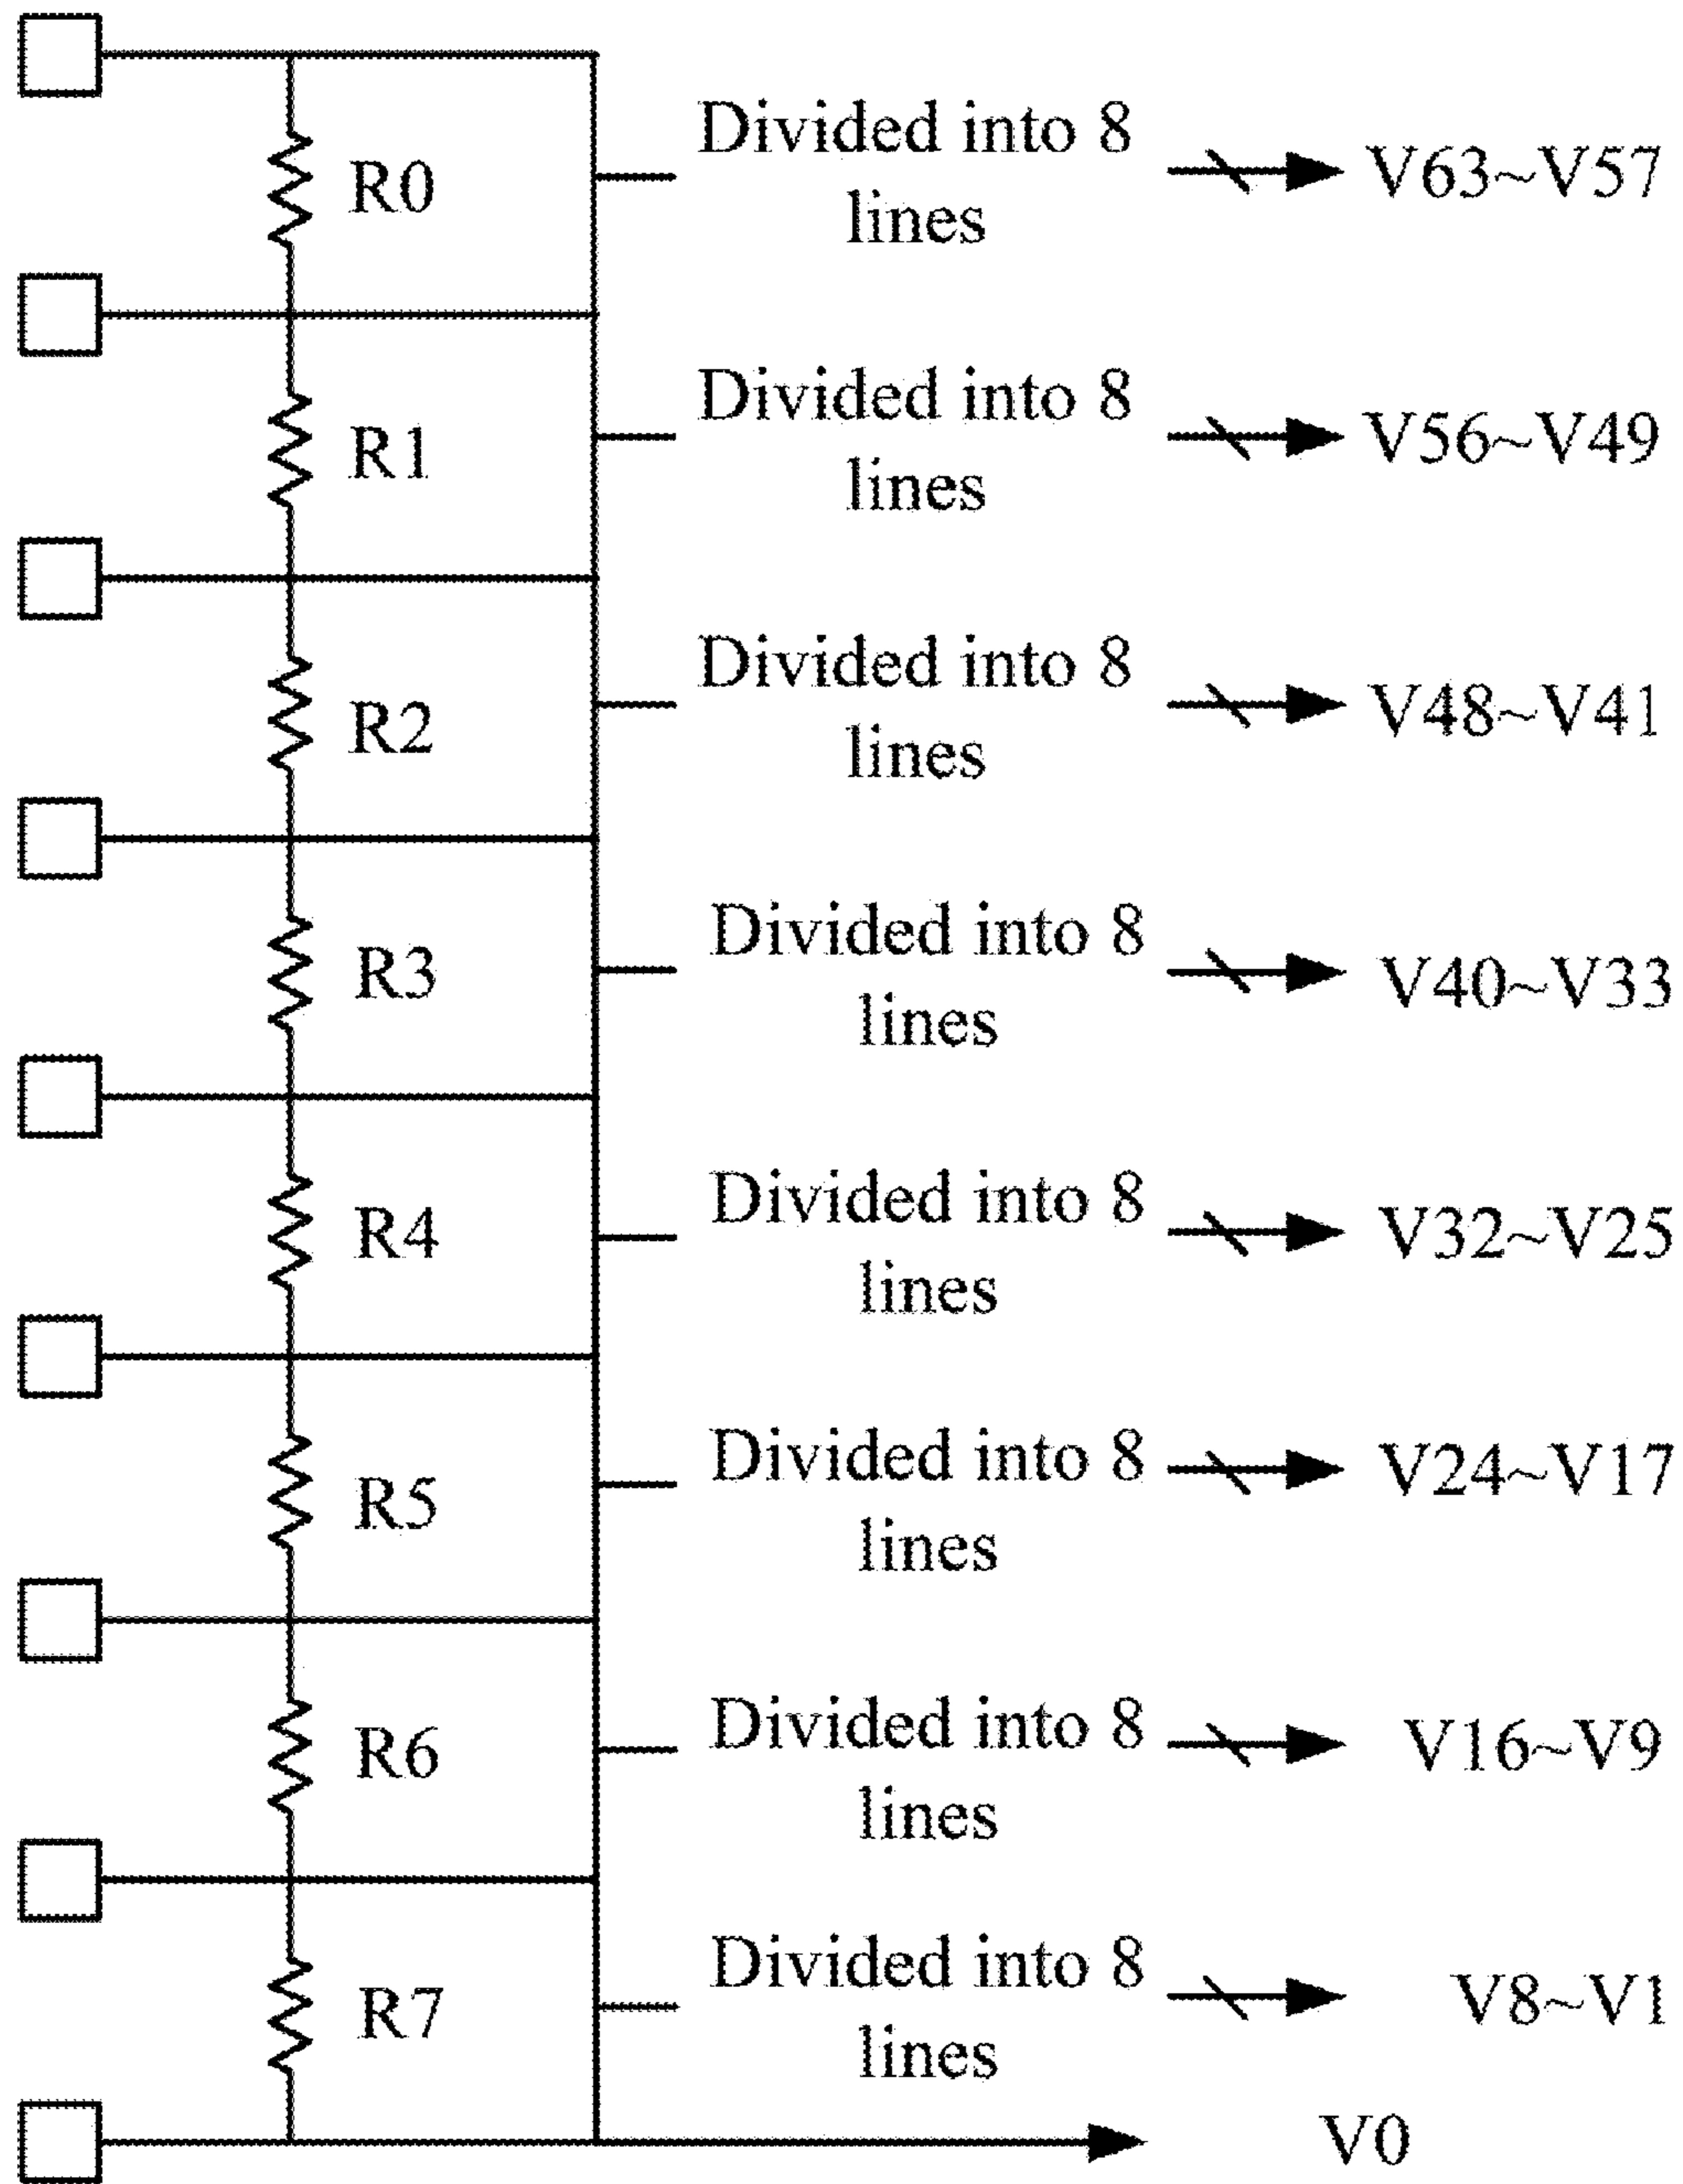 R0
Divided into 8
lines
V63~V57
R1
Divided into 8
lines
V56~V49
R2
Divided into 8
lines
V48~V41
R3
Divided into 8
lines
V40~V33
R4
Divided into 8
lines
V32~V25
R5
Divided into 8
lines
V24~V17
R6
Divided into 8
lines
V16~V9
R7
Divided into 8
lines
V8~V1
V0